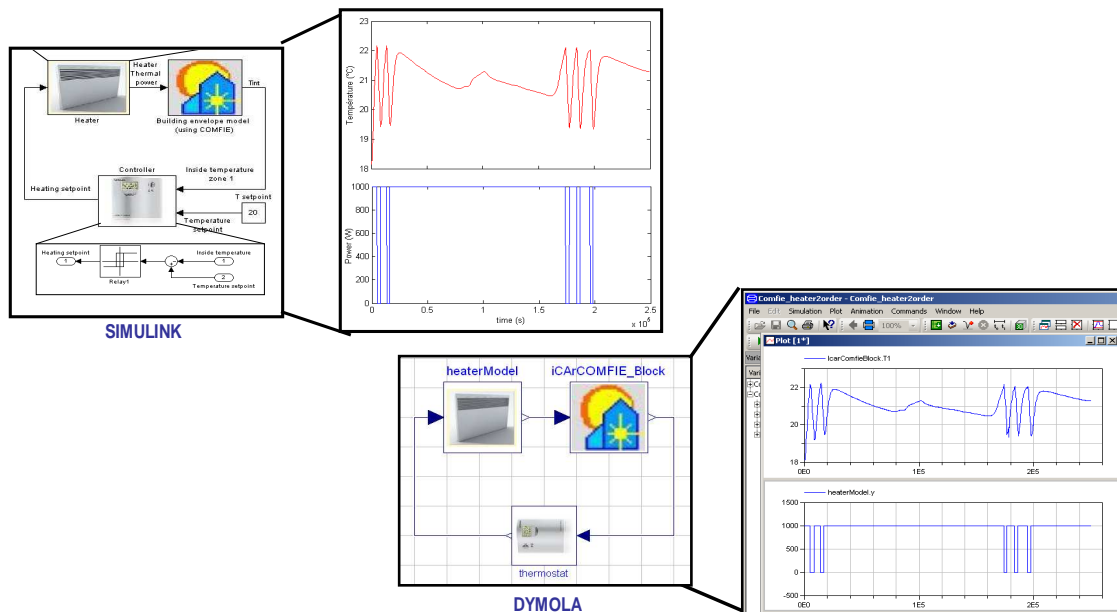 Heater
Thermal
power
Tint
Heater
Building envelope model
(using COMFIE)
Controller
Heating setpoint
Inside temperature
zone 1
T setpoint
20
Temperature
setpoint
Heating setpoint
1
Relay1
Inside temperature
1
2
Temperature setpoint
SIMULINK
23
22
21
20
19
18
Température (°C)
1000
800
600
400
200
0
Power (W)
0
0.5
1
1.5
2
2.5
time (s)
x 10
heaterModel
iCArCOMFIE_Block
thermostat
DYMOLA
Comfie_heater2order - Comfie_heater2order
File Edit Simulation Plot Animation Commands Window Help
100%
Plot [1*]
IcarComfieBlock.T1
22
20
18
0E0
1E5
2E5
heaterModel.y
1500
1000
500
0
-500
0E0
1E5
2E5